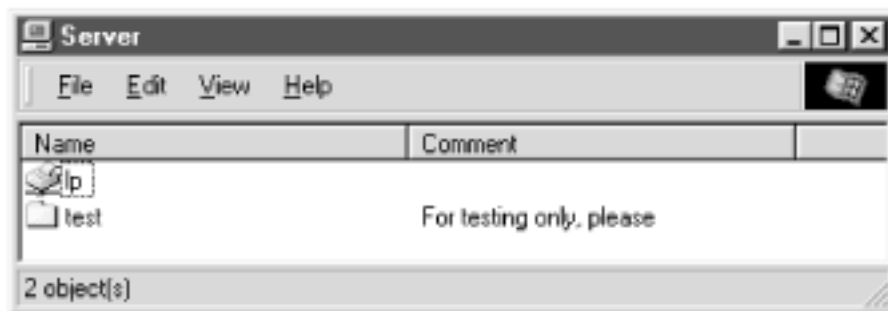 Server
File Edit View Help
Name Comment
lp
test For testing only, please
2 object(s)